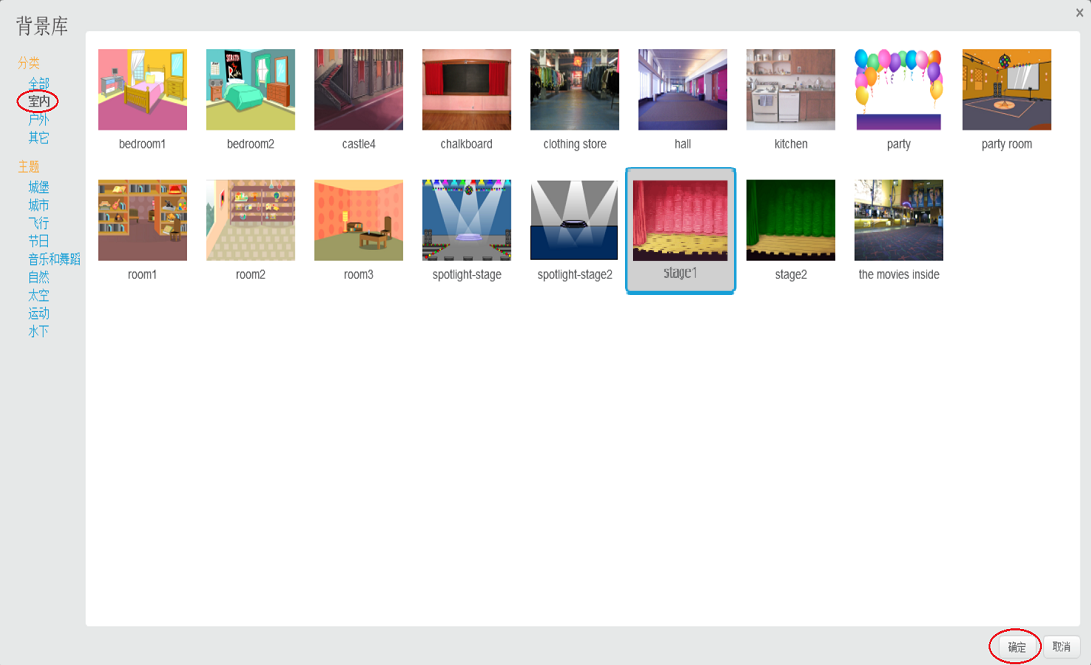 ×
背景库
分类
全部
室内
户外
其它
主题
城堡
城市
飞行
节日
音乐和舞蹈
自然
太空
运动
水下
bedroom1
bedroom2
castle4
chalkboard
clothing store
hall
kitchen
party
party room
room1
room2
room3
spotlight-stage
spotlight-stage2
stage1
stage2
the movies inside
确定
取消